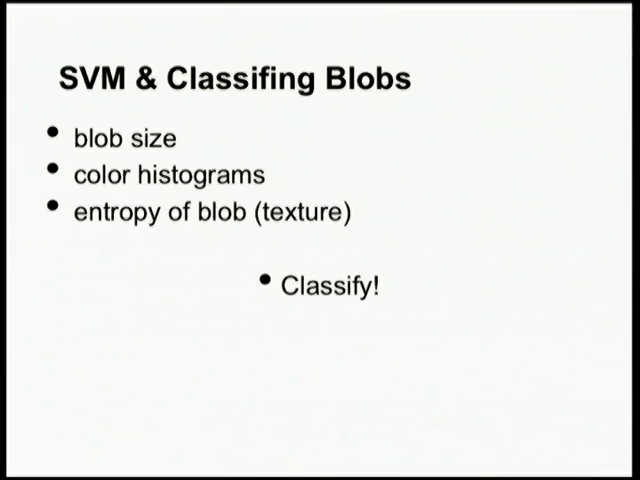 SVM & Classifing Blobs
• blob size
• color histograms
• entropy of blob (texture)
• Classify!